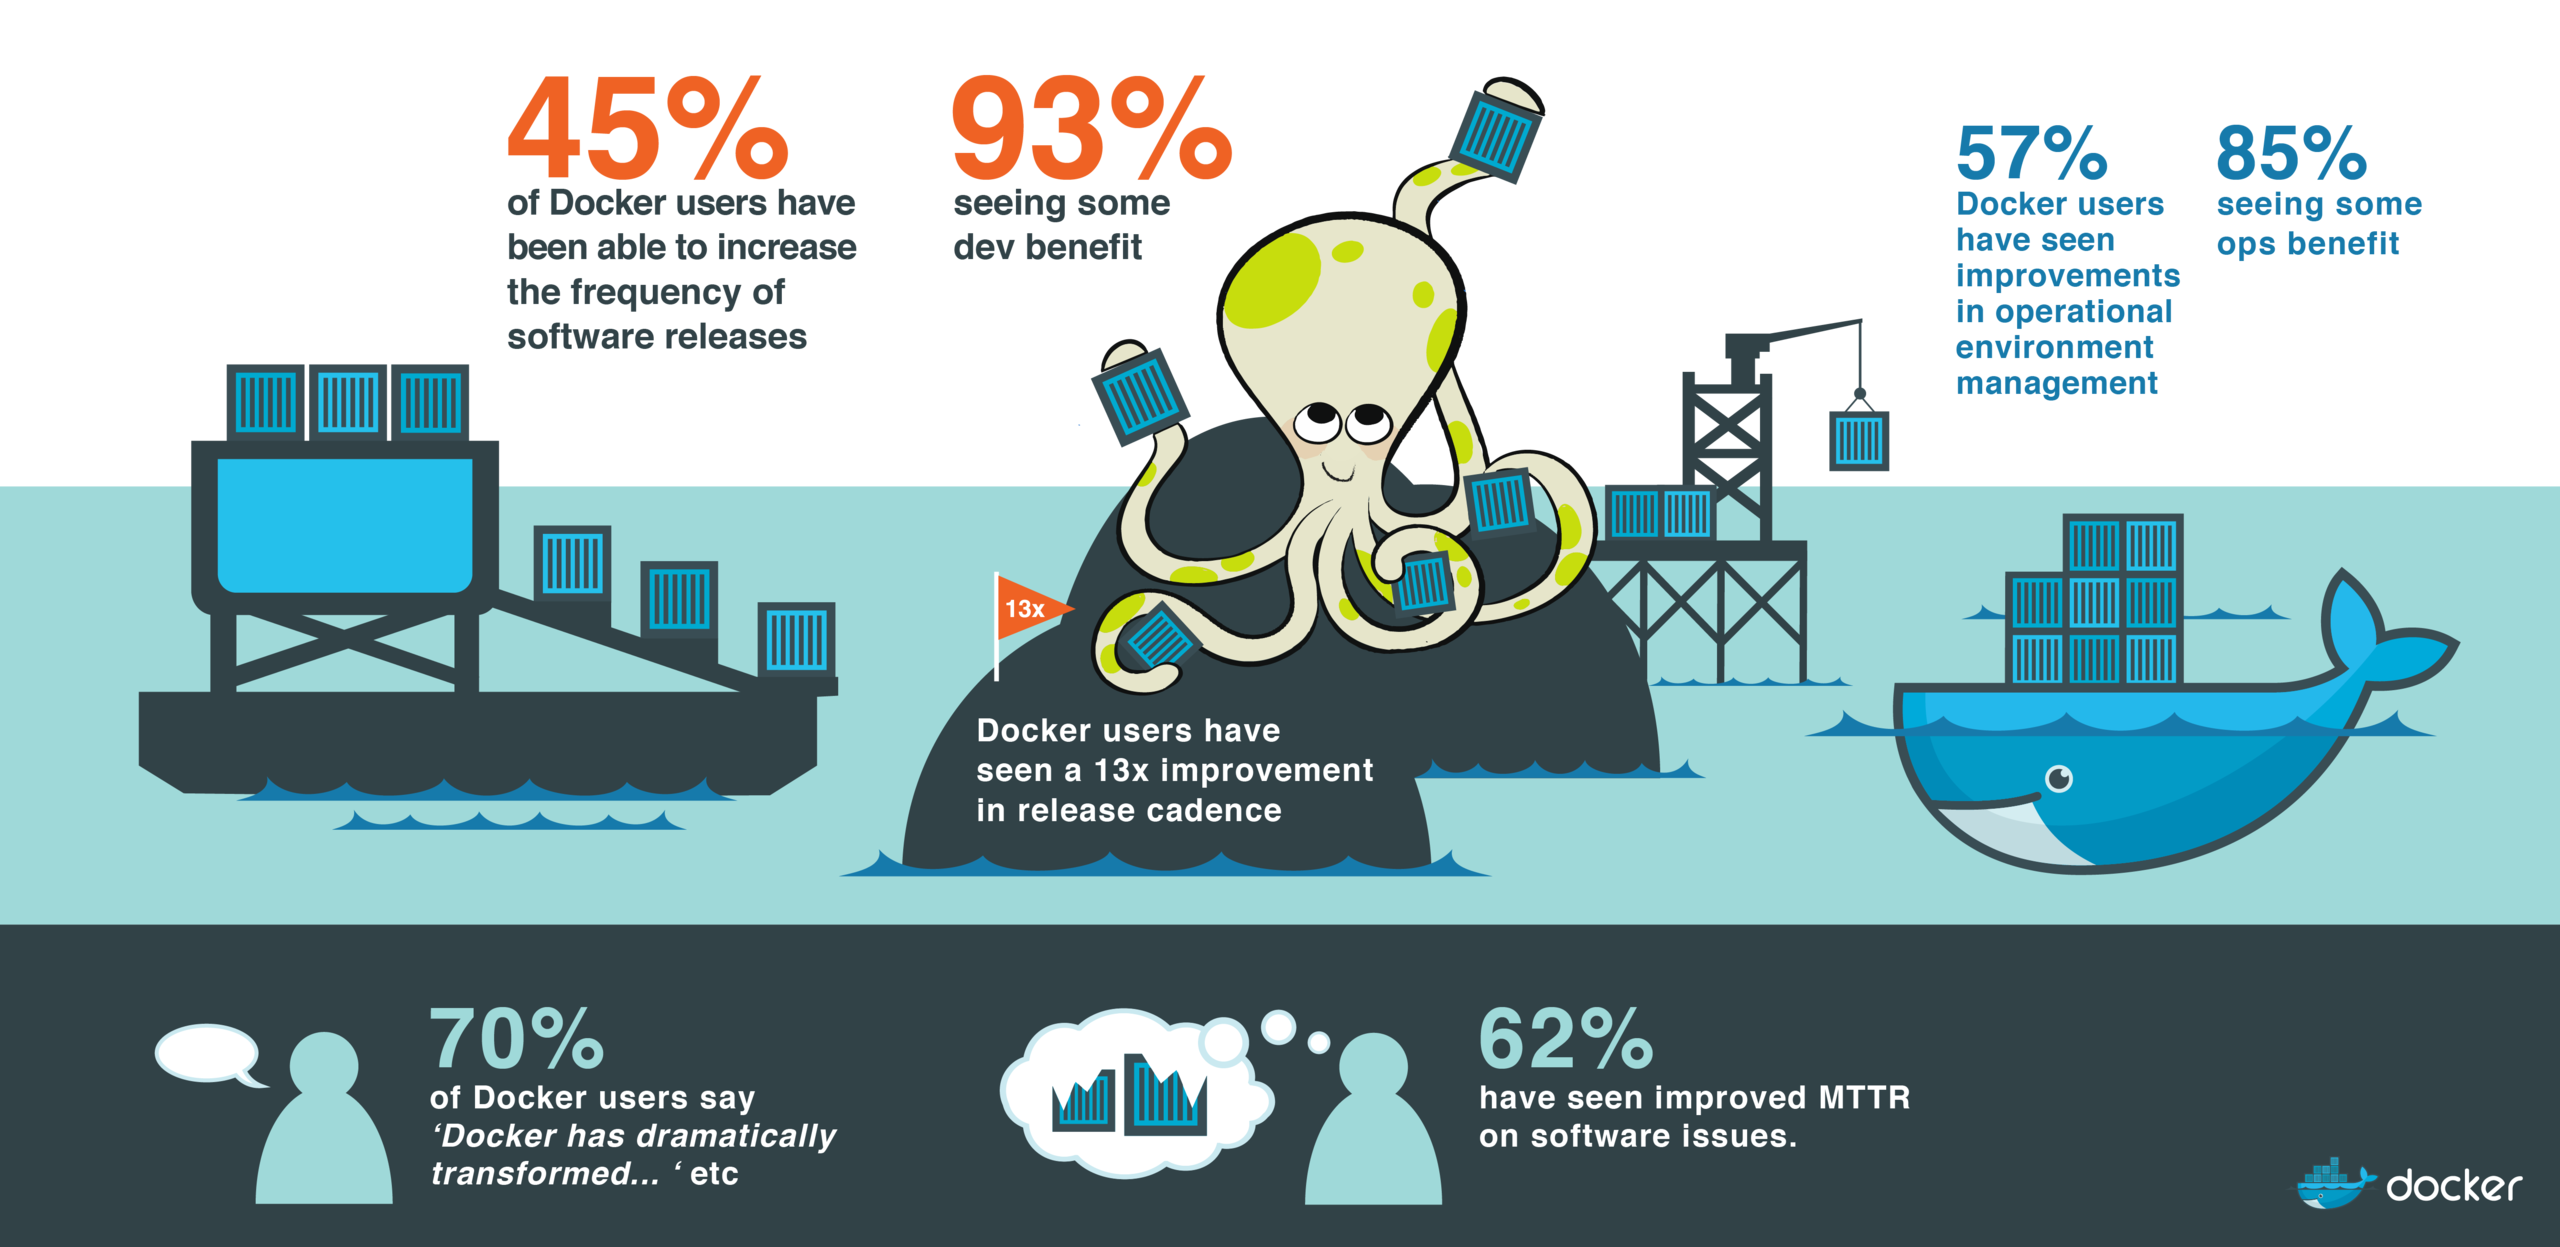 45%
of Docker users have
been able to increase
the frequency of
software releases
93%
seeing some
dev benefit
57%
Docker users
have seen
improvements
in operational
environment
management
85%
seeing some
ops benefit
13x
Docker users have
seen a 13x improvement
in release cadence
70%
of Docker users say
‘Docker has dramatically
transformed... ‘ etc
62%
have seen improved MTTR
on software issues.
docker